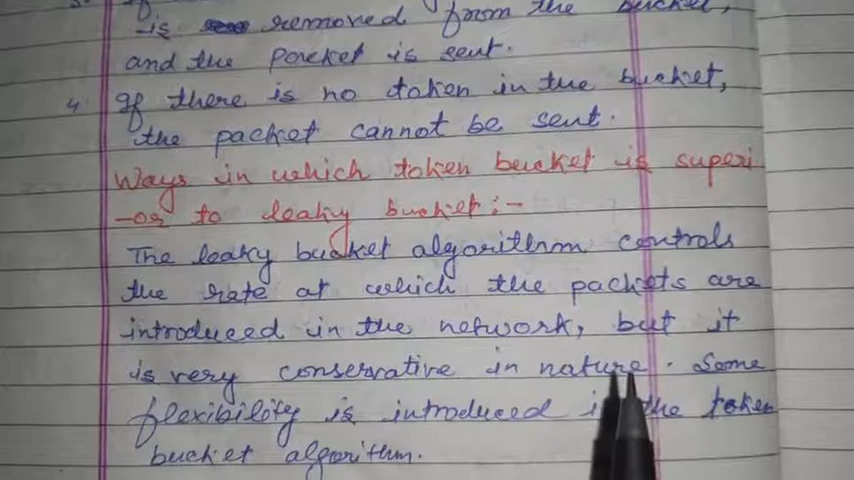 is removed from the bucket,
and the packet is sent.
4. If there is no token in the bucket,
the packet cannot be sent.
Ways in which token bucket is superi
-or to leaky bucket:-
The leaky bucket algorithm controls
the rate at which the packets are
introduced in the network, but it
is very conservative in nature. Some
flexibility is introduced in the token
bucket algorithm.